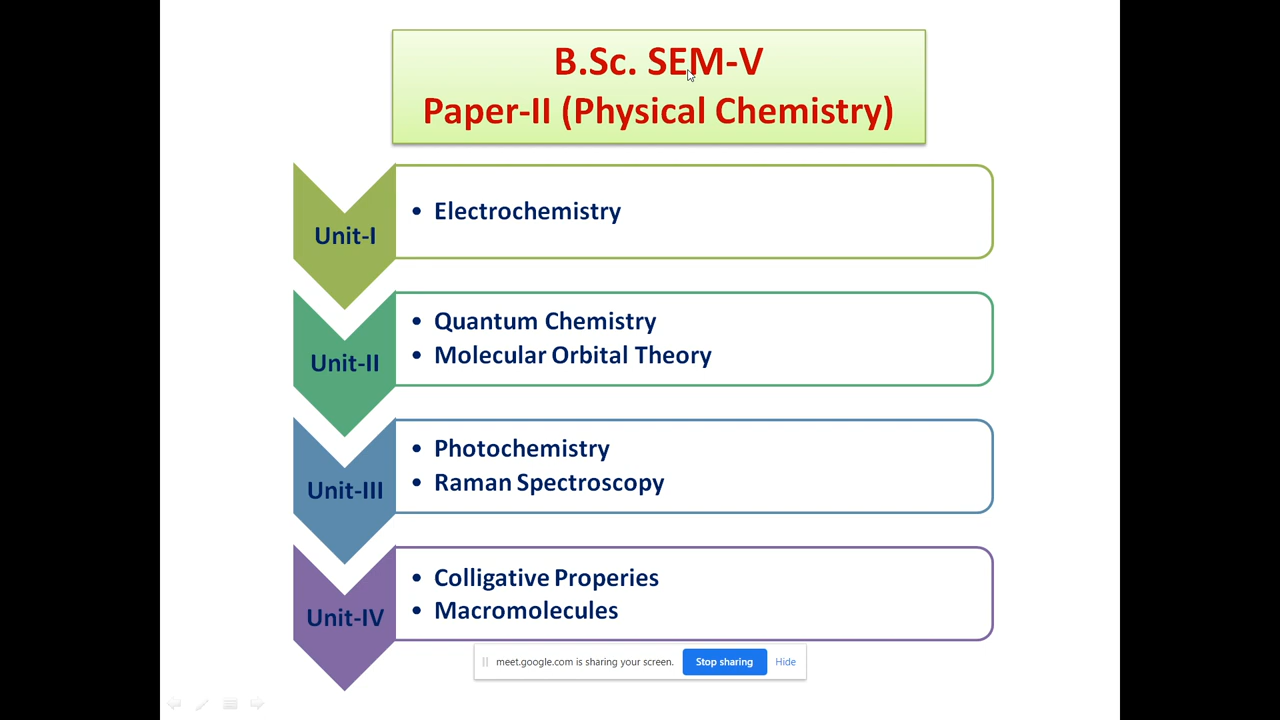 B.Sc. SEM-V
Paper-II (Physical Chemistry)
Unit-I
• Electrochemistry
Unit-II
• Quantum Chemistry
• Molecular Orbital Theory
Unit-III
• Photochemistry
• Raman Spectroscopy
Unit-IV
• Colligative Properies
• Macromolecules
meet.google.com is sharing your screen. Stop sharing Hide